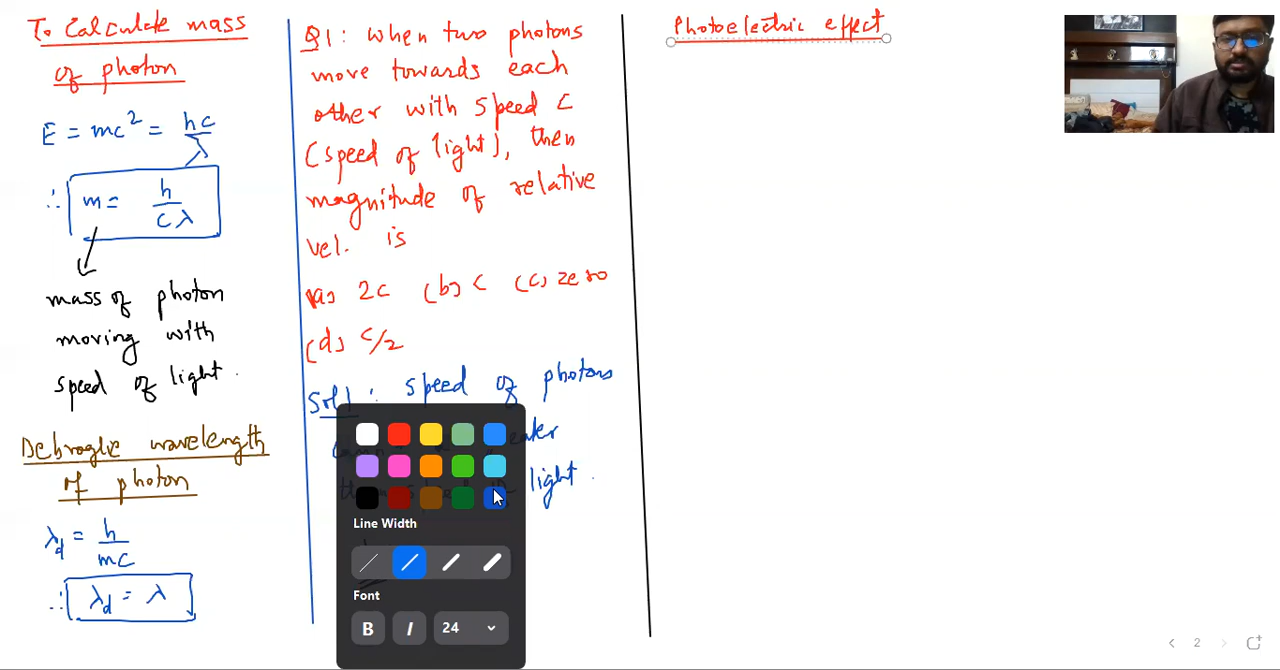 To Calculate mass
of photon
E = mc² = hc/λ
∴ m = h/cλ
mass of photon
moving with
speed of light.
Debroglie wavelength
of photon
λd = h/mc
∴ λd = λ
Q1: When two photons
move towards each
other with speed c
(speed of light), then
magnitude of relative
vel. is
(a) 2c (b) c (c) zero
(d) c/2
Sol 1: speed of photons
light.
Line Width
Font
B I 24
Photoelectric effect
2